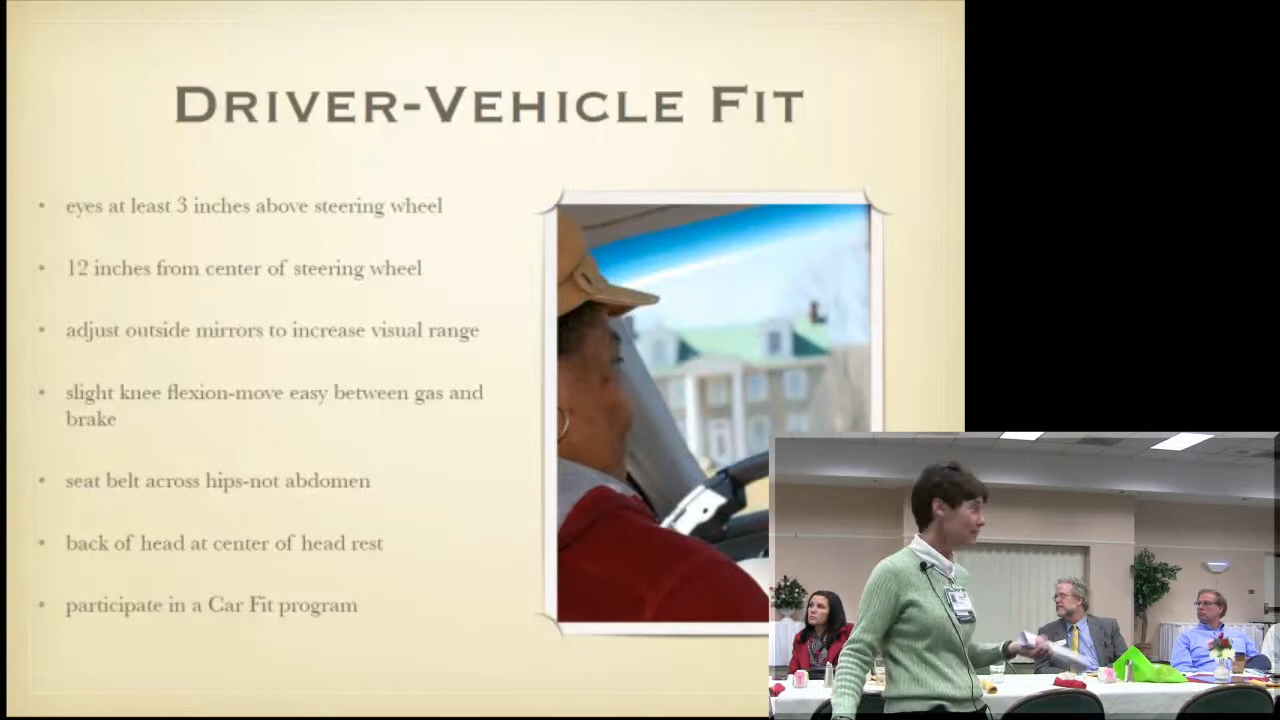 DRIVER-VEHICLE FIT
• eyes at least 3 inches above steering wheel
• 12 inches from center of steering wheel
• adjust outside mirrors to increase visual range
• slight knee flexion-move easy between gas and
brake
• seat belt across hips-not abdomen
• back of head at center of head rest
• participate in a Car Fit program